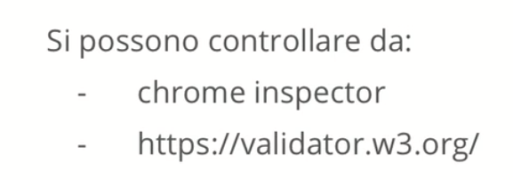 Si possono controllare da:
- chrome inspector
- https://validator.w3.org/